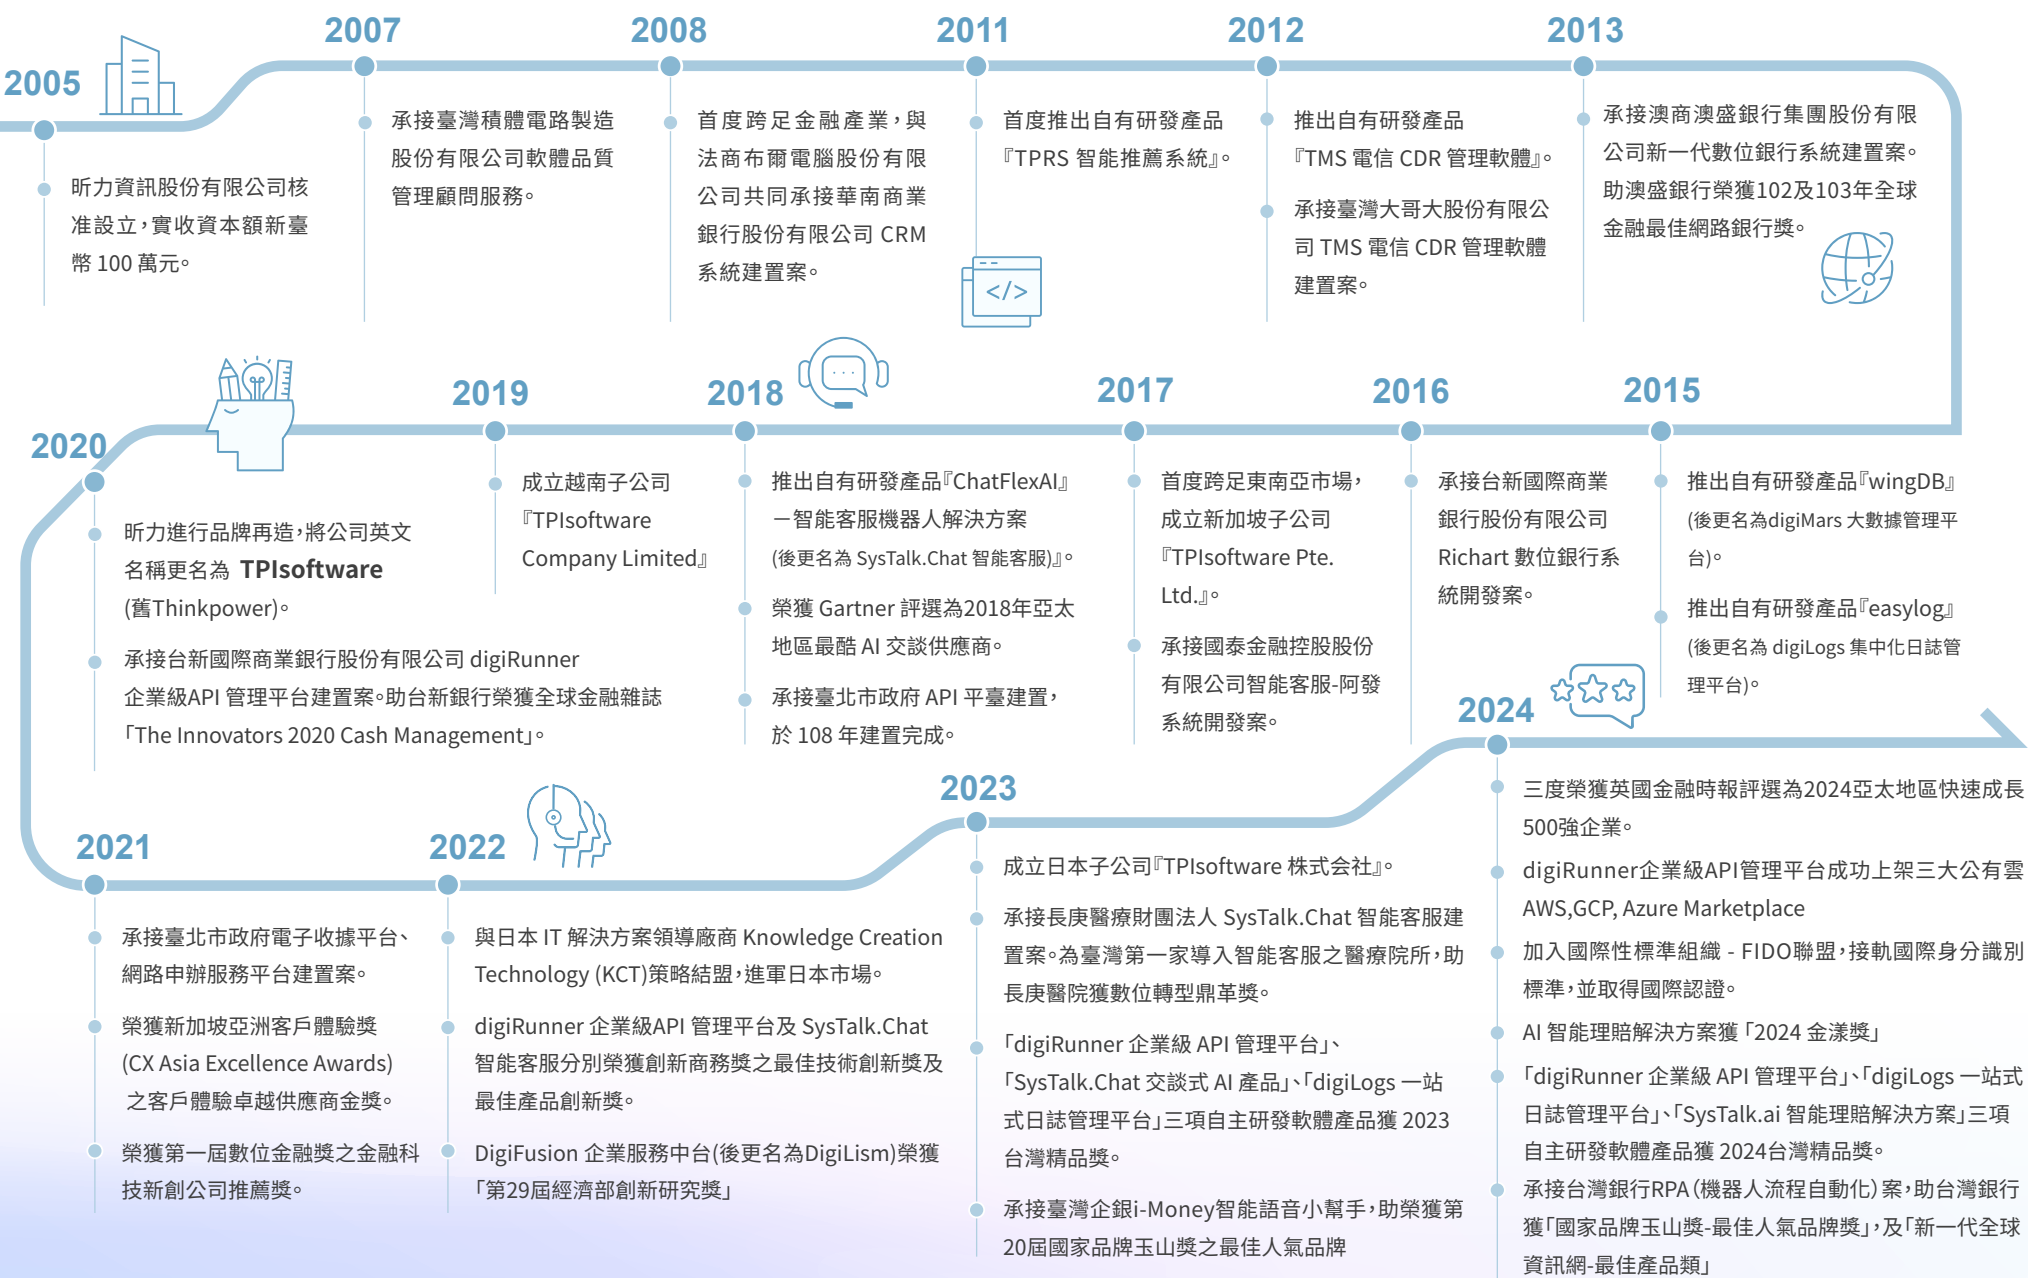 2005
昕力資訊股份有限公司核
准設立,實收資本額新臺
幣 100 萬元。
2007
承接臺灣積體電路製造
股份有限公司軟體品質
管理顧問服務。
2008
首度跨足金融產業,與
法商布爾電腦股份有限
公司共同承接華南商業
銀行股份有限公司 CRM
系統建置案。
2011
首度推出自有研發產品
『TPRS 智能推薦系統』。
</>
2012
推出自有研發產品
『TMS 電信 CDR 管理軟體』。
承接臺灣大哥大股份有限公
司 TMS 電信 CDR 管理軟體
建置案。
2013
承接澳商澳盛銀行集團股份有限
公司新一代數位銀行系統建置案。
助澳盛銀行榮獲102及103年全球
金融最佳網路銀行獎。
2015
推出自有研發產品『wingDB』
(後更名為digiMars 大數據管理平
台)。
推出自有研發產品『easylog』
(後更名為 digiLogs 集中化日誌管
理平台)。
2016
承接台新國際商業
銀行股份有限公司
Richart 數位銀行系
統開發案。
2017
首度跨足東南亞市場,
成立新加坡子公司
『TPIsoftware Pte.
Ltd.』。
承接國泰金融控股股份
有限公司智能客服-阿發
系統開發案。
2018
推出自有研發產品『ChatFlexAI』
－智能客服機器人解決方案
(後更名為 SysTalk.Chat 智能客服)』。
榮獲 Gartner 評選為2018年亞太
地區最酷 AI 交談供應商。
承接臺北市政府 API 平臺建置,
於 108 年建置完成。
2019
成立越南子公司
『TPIsoftware
Company Limited』
2020
昕力進行品牌再造,將公司英文
名稱更名為 TPIsoftware
(舊Thinkpower)。
承接台新國際商業銀行股份有限公司 digiRunner
企業級API 管理平台建置案。助台新銀行榮獲全球金融雜誌
「The Innovators 2020 Cash Management」。
2021
承接臺北市政府電子收據平台、
網路申辦服務平台建置案。
榮獲新加坡亞洲客戶體驗獎
(CX Asia Excellence Awards)
之客戶體驗卓越供應商金獎。
榮獲第一屆數位金融獎之金融科
技新創公司推薦獎。
2022
與日本 IT 解決方案領導廠商 Knowledge Creation
Technology (KCT)策略結盟,進軍日本市場。
digiRunner 企業級API 管理平台及 SysTalk.Chat
智能客服分別榮獲創新商務獎之最佳技術創新獎及
最佳產品創新獎。
DigiFusion 企業服務中台(後更名為DigiLism)榮獲
「第29屆經濟部創新研究獎」
2023
成立日本子公司『TPIsoftware 株式会社』。
承接長庚醫療財團法人 SysTalk.Chat 智能客服建
置案。為臺灣第一家導入智能客服之醫療院所,助
長庚醫院獲數位轉型鼎革獎。
「digiRunner 企業級 API 管理平台」、
「SysTalk.Chat 交談式 AI 產品」、「digiLogs 一站
式日誌管理平台」三項自主研發軟體產品獲 2023
台灣精品獎。
承接臺灣企銀i-Money智能語音小幫手,助榮獲第
20屆國家品牌玉山獎之最佳人氣品牌
2024
三度榮獲英國金融時報評選為2024亞太地區快速成長
500強企業。
digiRunner企業級API管理平台成功上架三大公有雲
AWS,GCP, Azure Marketplace
加入國際性標準組織 - FIDO聯盟,接軌國際身分識別
標準,並取得國際認證。
AI 智能理賠解決方案獲 「2024 金漾獎」
「digiRunner 企業級 API 管理平台」、「digiLogs 一站式
日誌管理平台」、「SysTalk.ai 智能理賠解決方案」三項
自主研發軟體產品獲 2024台灣精品獎。
承接台灣銀行RPA(機器人流程自動化)案,助台灣銀行
獲「國家品牌玉山獎-最佳人氣品牌獎」,及「新一代全球
資訊網-最佳產品類」